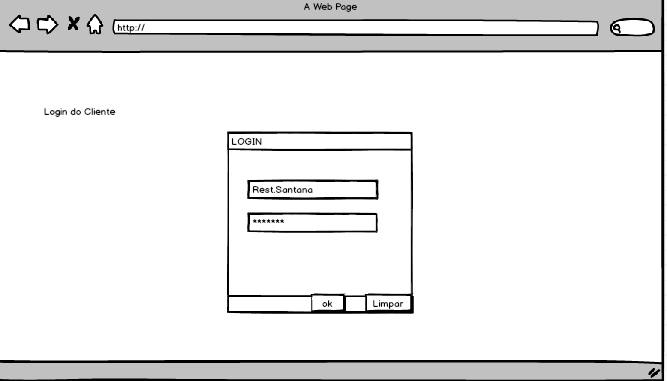 A Web Page
http://
Login do Cliente
LOGIN
Rest.Santana
*******
ok
Limpar